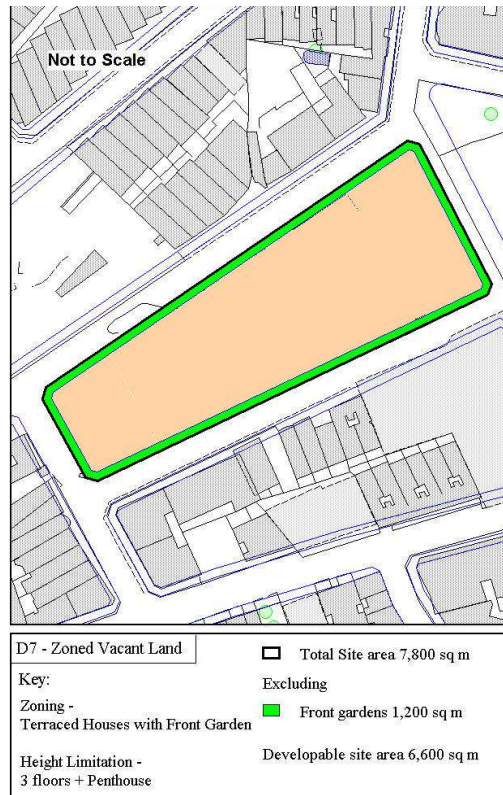 Not to Scale
L
D7 - Zoned Vacant Land
Key:
Zoning -
Terraced Houses with Front Garden
Height Limitation -
3 floors + Penthouse
Total Site area 7,800 sq m
Excluding
Front gardens 1,200 sq m
Developable site area 6,600 sq m